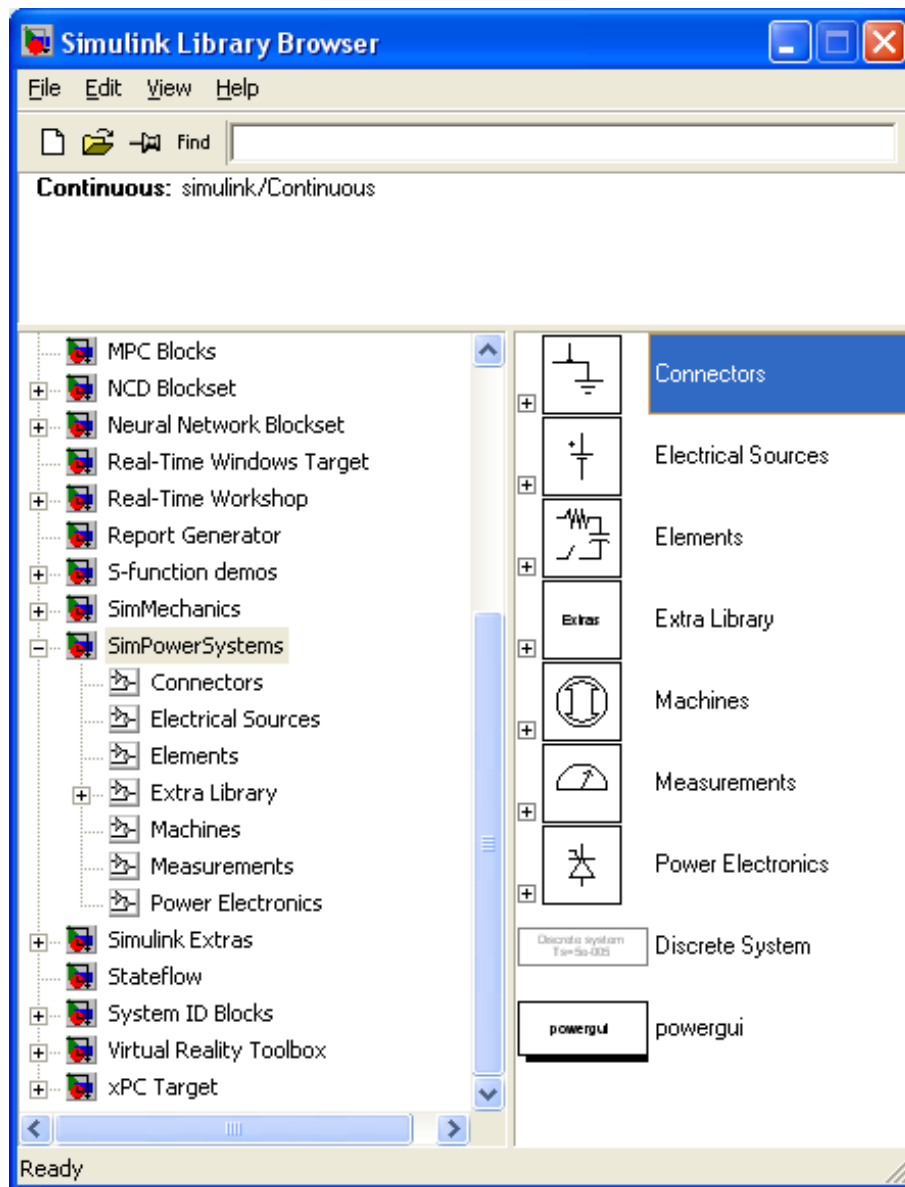 Simulink Library Browser
File Edit View Help
Find
Continuous: simulink/Continuous
MPC Blocks
NCD Blockset
Neural Network Blockset
Real-Time Windows Target
Real-Time Workshop
Report Generator
S-function demos
SimMechanics
SimPowerSystems
Connectors
Electrical Sources
Elements
Extra Library
Machines
Measurements
Power Electronics
Simulink Extras
Stateflow
System ID Blocks
Virtual Reality Toolbox
xPC Target
Connectors
Electrical Sources
Elements
Extras
Extra Library
Machines
Measurements
Power Electronics
Discrete system
Ts=5e-005
Discrete System
powergui
powergui
Ready